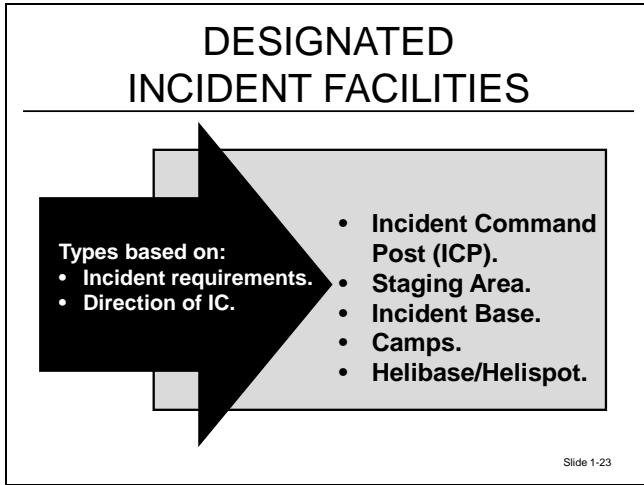 DESIGNATED
INCIDENT FACILITIES
Types based on:
• Incident requirements.
• Direction of IC.
• Incident Command
Post (ICP).
• Staging Area.
• Incident Base.
• Camps.
• Helibase/Helispot.
Slide 1-23